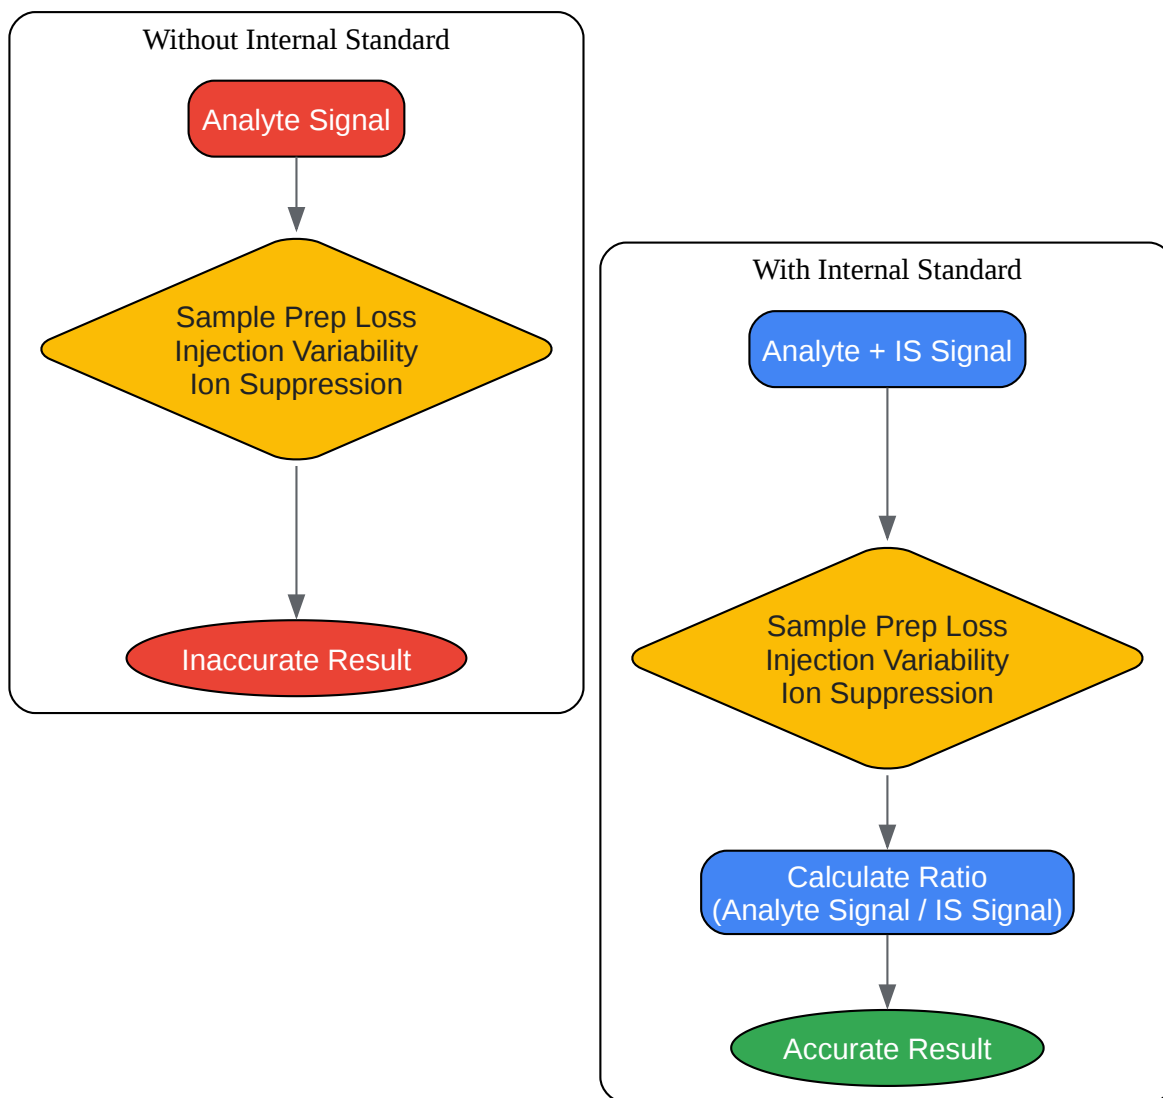 Without Internal Standard
Analyte Signal
Sample Prep Loss
Injection Variability
Ion Suppression
Inaccurate Result
With Internal Standard
Analyte + IS Signal
Sample Prep Loss
Injection Variability
Ion Suppression
Calculate Ratio
(Analyte Signal / IS Signal)
Accurate Result